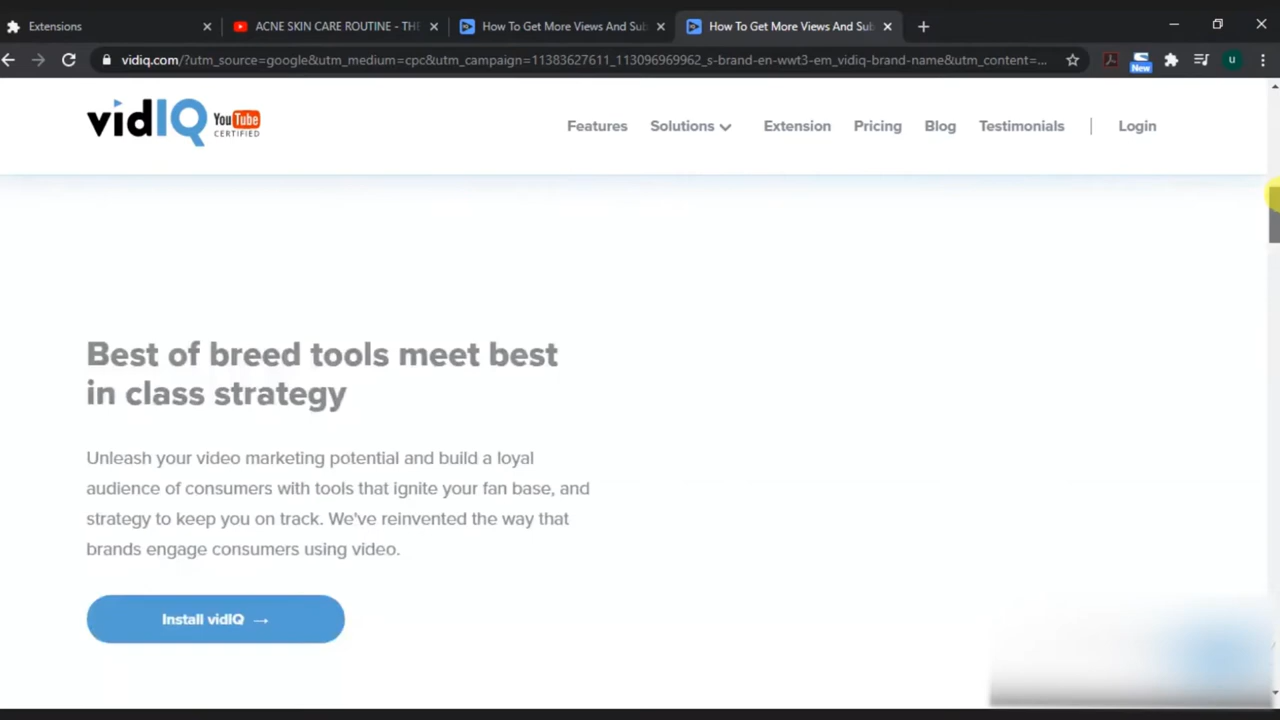 Extensions
ACNE SKIN CARE ROUTINE - THE
How To Get More Views And Sub
How To Get More Views And Sub
vidiq.com/?utm_source=google&utm_medium=cpc&utm_campaign=11383627611_113096969962_s-brand-en-wwt3-em_vidiq-brand-name&utm_content=...
New
u
vidIQ YouTube CERTIFIED
Features Solutions Extension Pricing Blog Testimonials Login
Best of breed tools meet best
in class strategy
Unleash your video marketing potential and build a loyal
audience of consumers with tools that ignite your fan base, and
strategy to keep you on track. We've reinvented the way that
brands engage consumers using video.
Install vidIQ →